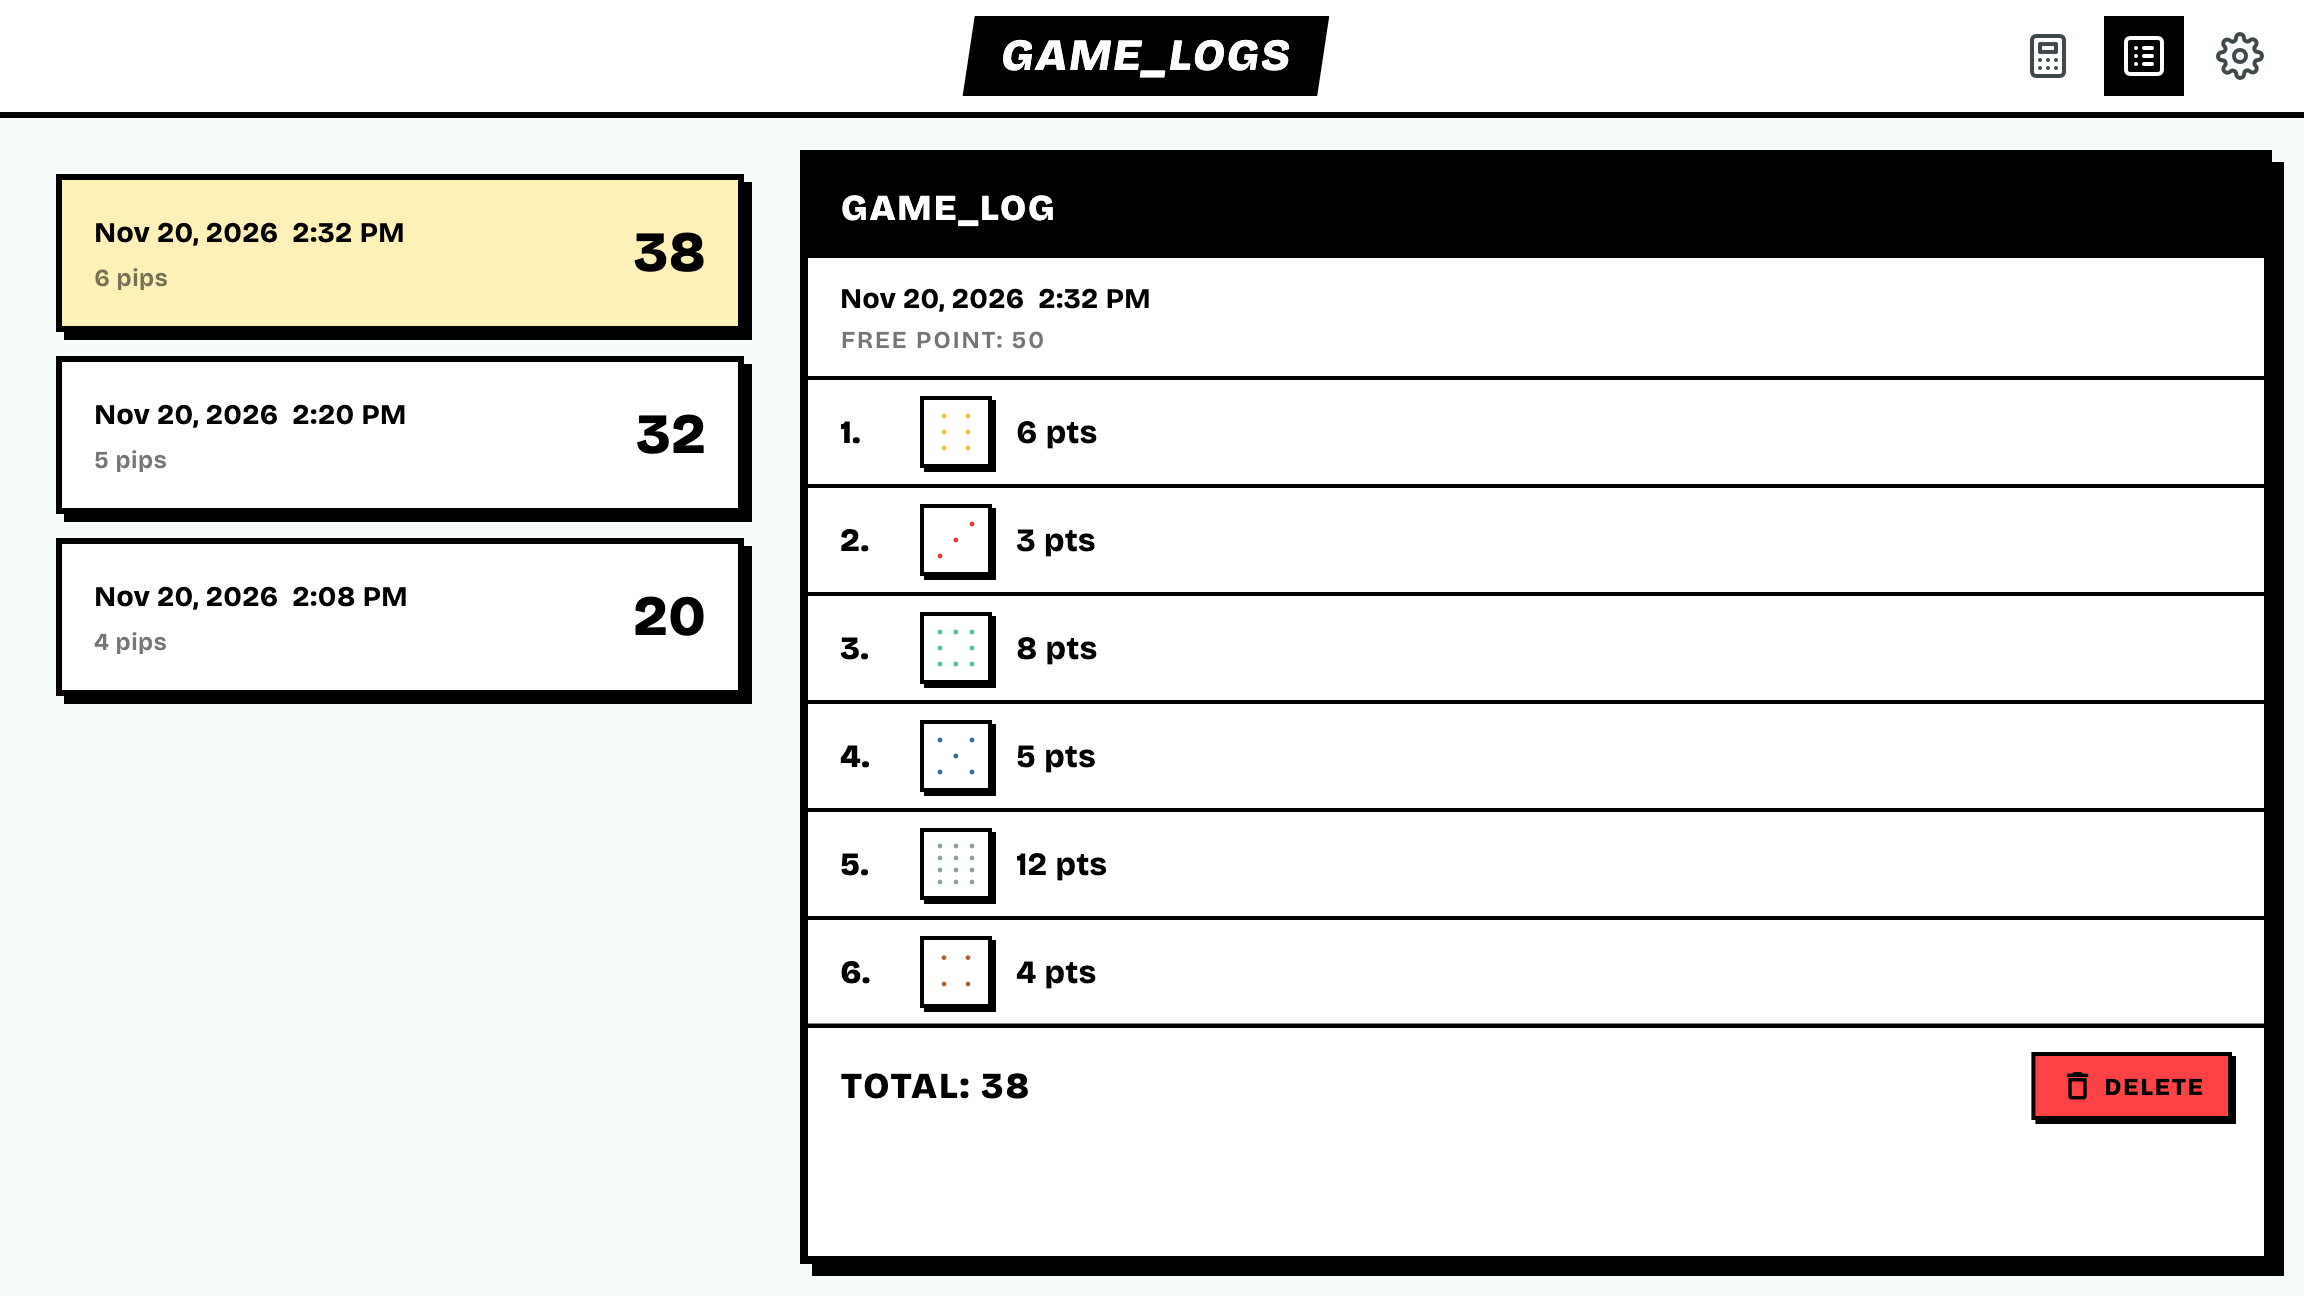 GAME_LOGS
Nov 20, 2026 2:32 PM
6 pips
38
Nov 20, 2026 2:20 PM
5 pips
32
Nov 20, 2026 2:08 PM
4 pips
20
GAME_LOG
Nov 20, 2026 2:32 PM
FREE POINT: 50
1. 6 pts
2. 3 pts
3. 8 pts
4. 5 pts
5. 12 pts
6. 4 pts
TOTAL: 38
DELETE